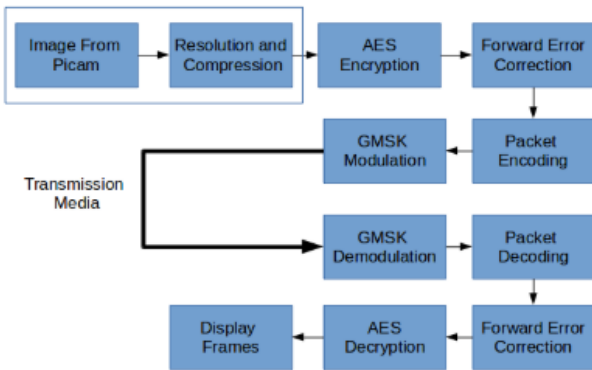 Image From
Picam
Resolution and
Compression
AES
Encryption
Forward Error
Correction
GMSK
Modulation
Packet
Encoding
Transmission
Media
GMSK
Demodulation
Packet
Decoding
Display
Frames
AES
Decryption
Forward Error
Correction